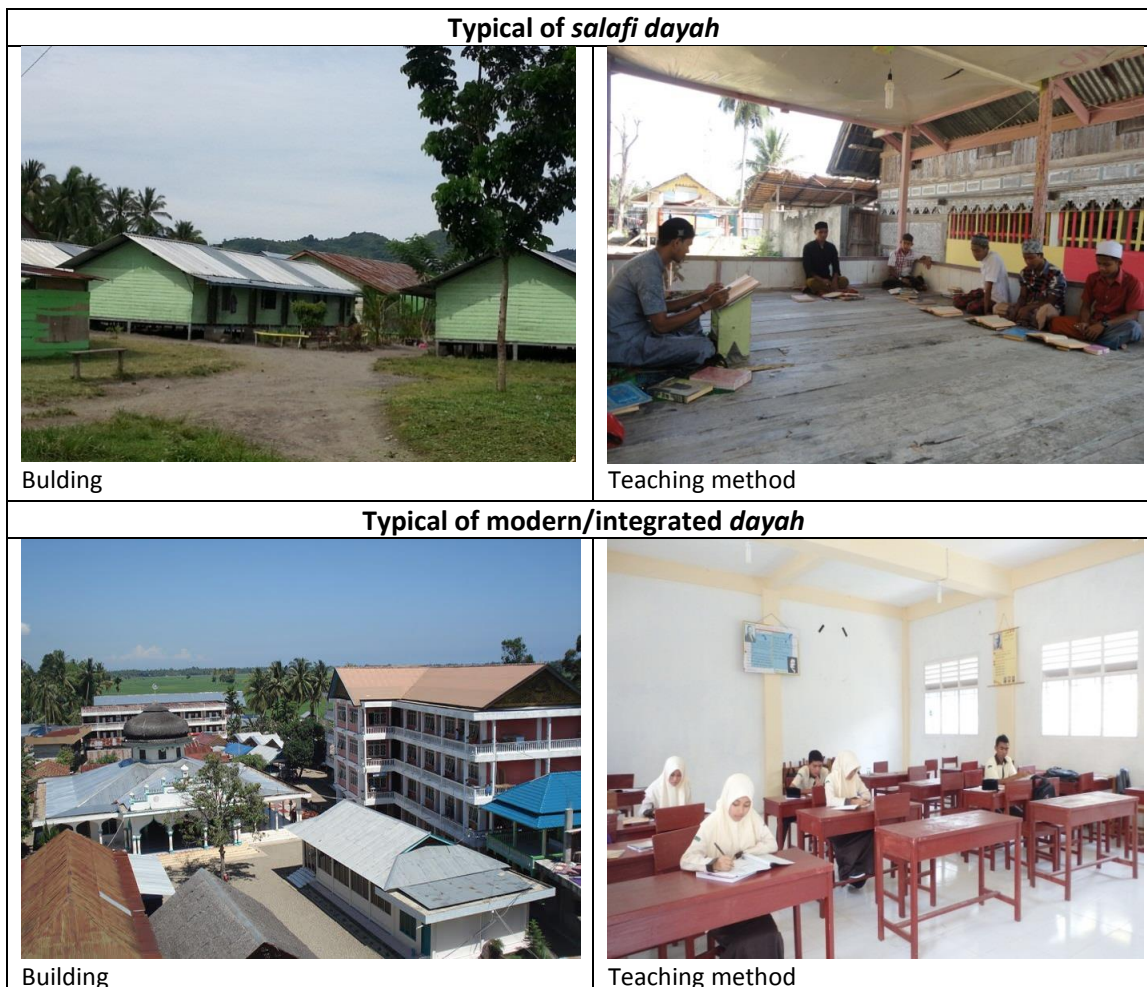 Typical of salafi dayah
Bulding
Teaching method
Typical of modern/integrated dayah
Building
Teaching method